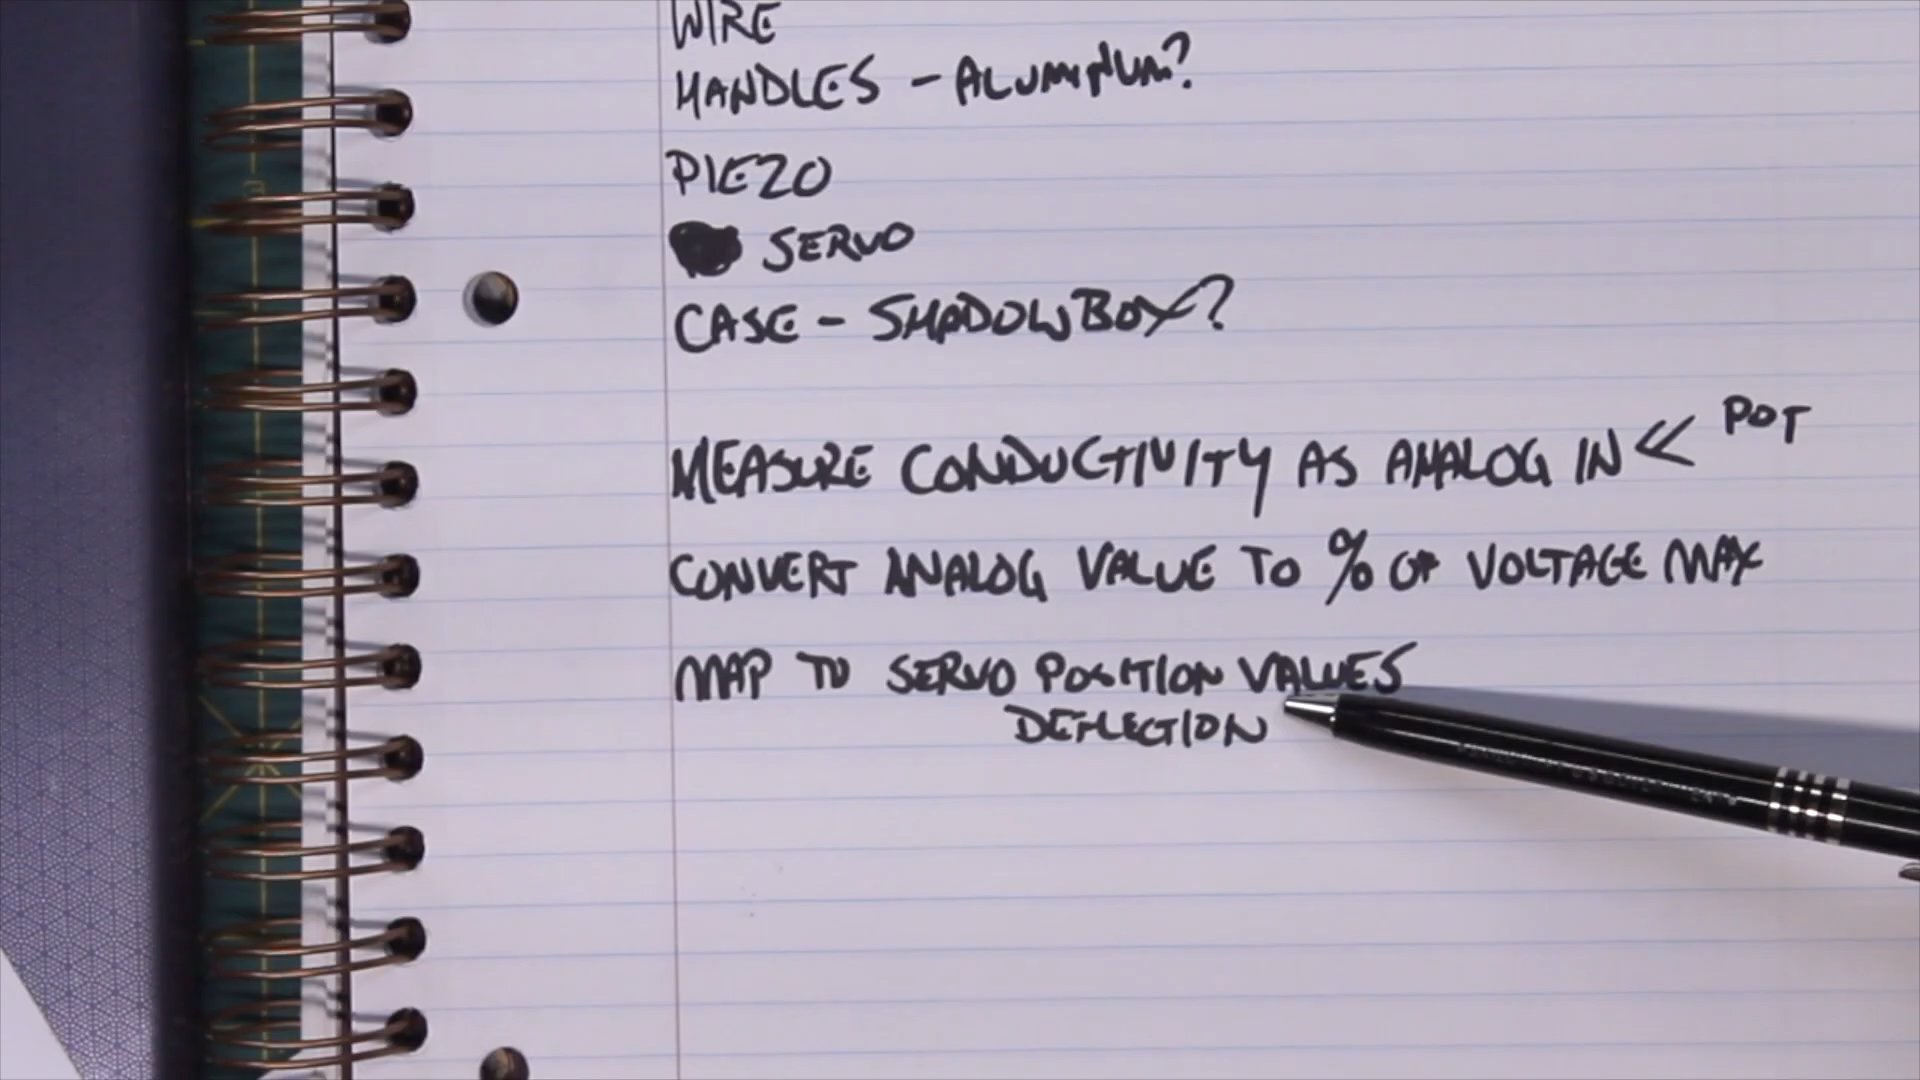 WIRE
HANDLES - ALUMINUM?
PIEZO
SERVO
CASE - SHADOWBOX?
POT
MEASURE CONDUCTIVITY AS ANALOG IN <<
CONVERT ANALOG VALUE TO % OF VOLTAGE MAX
MAP TO SERVO POSITION VALUES
DEFLECTION